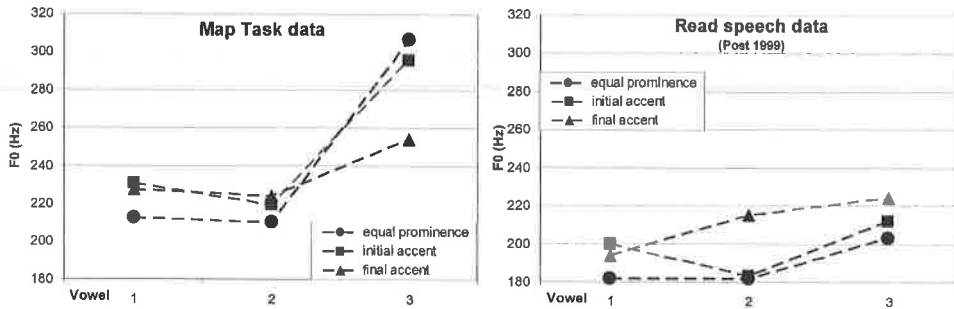 Map Task data
320
300
280
260
240
220
200
180
F0 (Hz)
equal prominence
initial accent
final accent
Vowel 1 2 3
Read speech data
(Post 1999)
320
300
280
260
240
220
200
180
F0 (Hz)
equal prominence
initial accent
final accent
Vowel 1 2 3